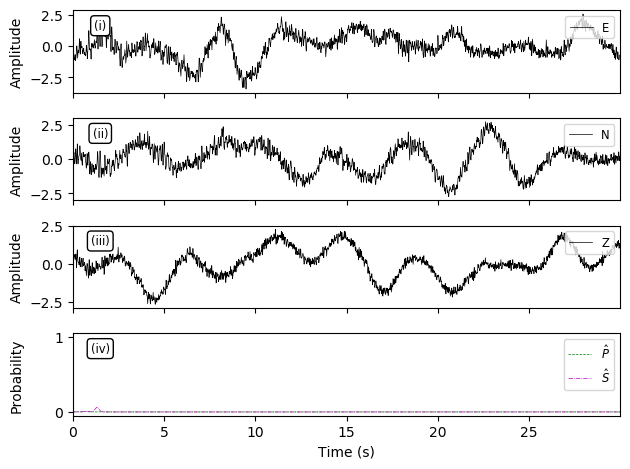 2.5
0.0
−2.5
Amplitude
(i)
E
2.5
0.0
−2.5
Amplitude
(ii)
N
2.5
0.0
−2.5
Amplitude
(iii)
Z
1
0
Probability
(iv)
P̂
Ŝ
0 5 10 15 20 25
Time (s)